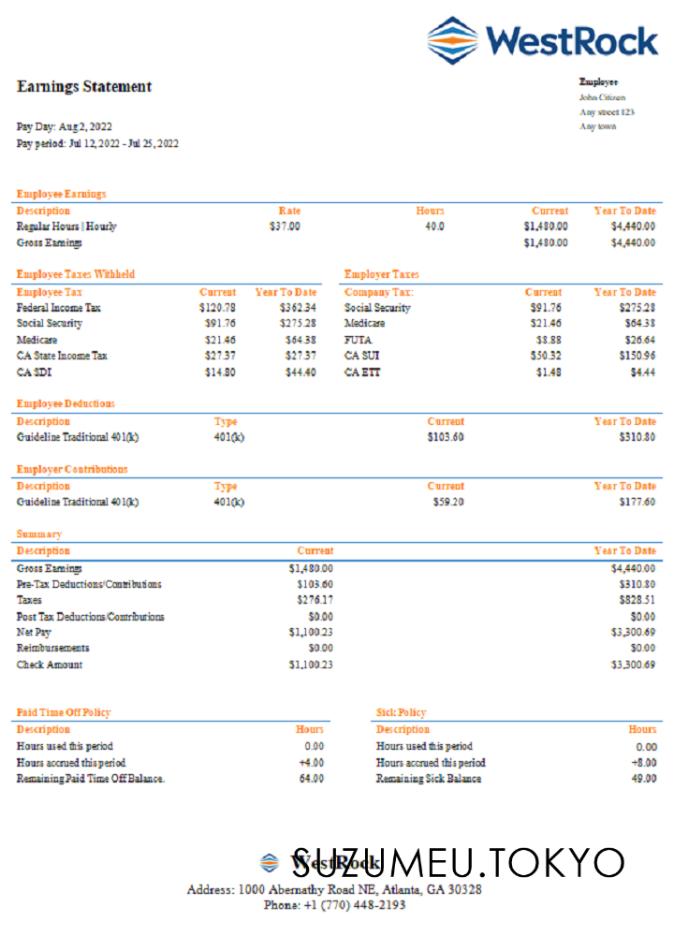 WestRock
Earnings Statement
Employee
John Citizen
Any street 123
Any town
Pay Day: Aug 2, 2022
Pay period: Jul 12, 2022 - Jul 25, 2022
Employee Earnings
Description Rate Hours Current Year To Date
Regular Hours | Hourly $37.00 40.0 $1,480.00 $4,440.00
Gross Earnings $1,480.00 $4,440.00
Employee Taxes Withheld
Employee Tax Current Year To Date
Federal Income Tax $120.78 $362.34
Social Security $91.76 $275.28
Medicare $21.46 $64.38
CA State Income Tax $27.37 $27.37
CA SDI $14.80 $44.40
Employer Taxes
Company Tax: Current Year To Date
Social Security $91.76 $275.28
Medicare $21.46 $64.38
FUTA $8.88 $26.64
CA SUI $50.32 $150.96
CA ETT $1.48 $4.44
Employee Deductions
Description Type Current Year To Date
Guideline Traditional 401(k) 401(k) $103.60 $310.80
Employer Contributions
Description Type Current Year To Date
Guideline Traditional 401(k) 401(k) $59.20 $177.60
Summary
Description Current Year To Date
Gross Earnings $1,480.00 $4,440.00
Pre-Tax Deductions/Contributions $103.60 $310.80
Taxes $276.17 $828.51
Post Tax Deductions/Contributions $0.00 $0.00
Net Pay $1,100.23 $3,300.69
Reimbursements $0.00 $0.00
Check Amount $1,100.23 $3,300.69
Paid Time Off Policy
Description Hours
Hours used this period 0.00
Hours accrued this period +4.00
Remaining Paid Time Off Balance. 64.00
Sick Policy
Description Hours
Hours used this period 0.00
Hours accrued this period +8.00
Remaining Sick Balance 49.00
WestRock
SUZUMEU.TOKYO
Address: 1000 Abernathy Road NE, Atlanta, GA 30328
Phone: +1 (770) 448-2193